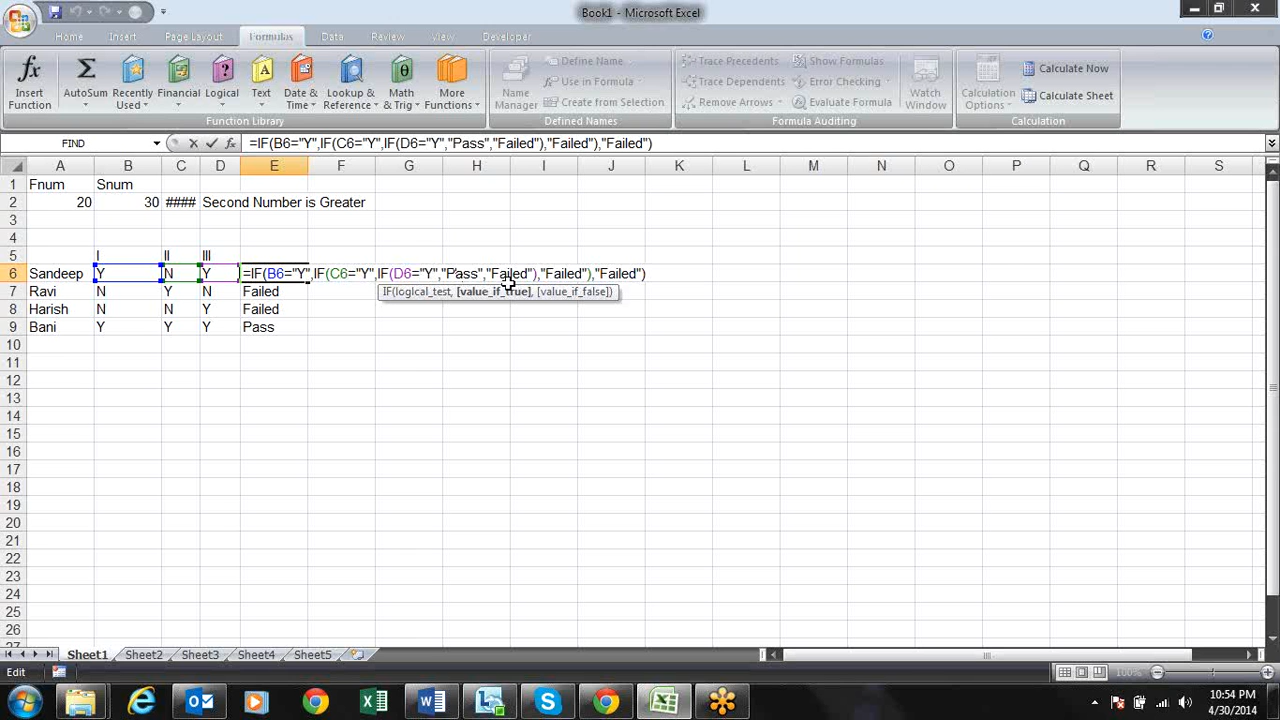 Book1 - Microsoft Excel
Home Insert Page Layout Formulas Data Review View Developer
Insert Function AutoSum Recently Used Financial Logical Text Date & Time Lookup & Reference Math & Trig More Functions
Function Library
Name Manager Define Name Use in Formula Create from Selection
Defined Names
Trace Precedents Trace Dependents Remove Arrows Show Formulas Error Checking Evaluate Formula Watch Window
Formula Auditing
Calculation Options Calculate Now Calculate Sheet
Calculation
FIND fx =IF(B6="Y",IF(C6="Y",IF(D6="Y","Pass","Failed"),"Failed"),"Failed")
A B C D E F G H I J K L M N O P Q R S
1 Fnum Snum
2 20 30 #### Second Number is Greater
3
4
5 I II III
6 Sandeep Y N Y =IF(B6="Y",IF(C6="Y",IF(D6="Y","Pass","Failed"),"Failed"),"Failed")
7 Ravi N Y N Failed IF(logical_test, [value_if_true], [value_if_false])
8 Harish N N Y Failed
9 Bani Y Y Y Pass
10
11
12
13
14
15
16
17
18
19
20
21
22
23
24
25
26
27
Sheet1 Sheet2 Sheet3 Sheet4 Sheet5
Edit 100%
10:54 PM
4/30/2014